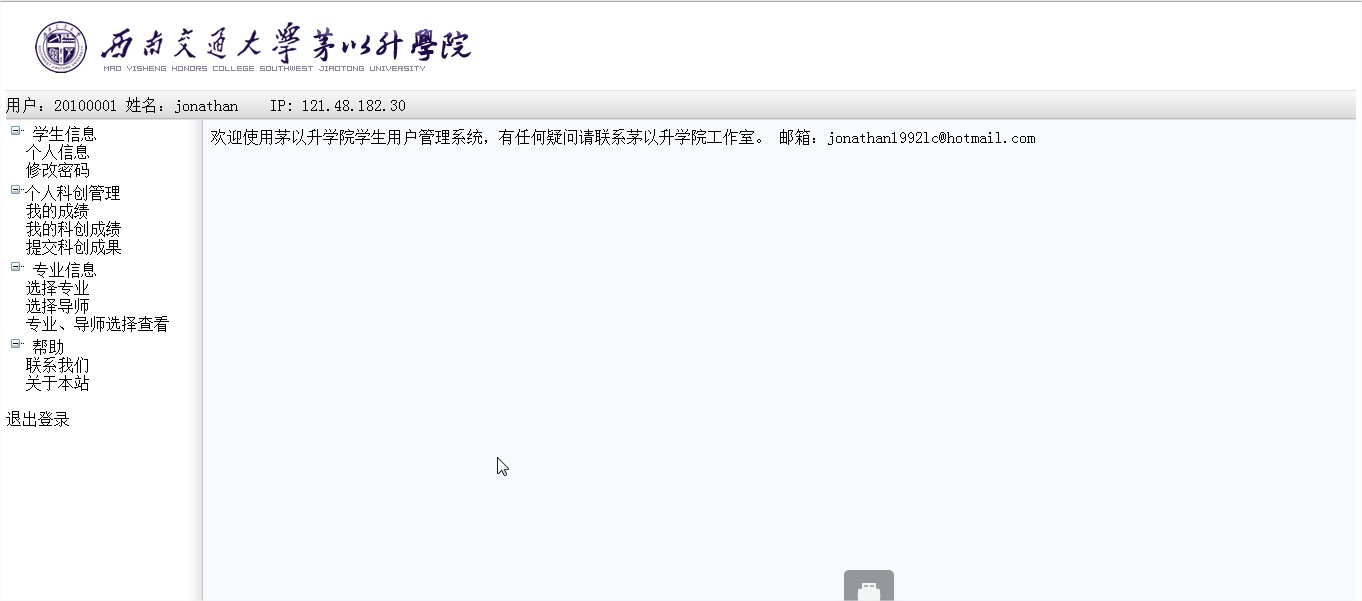 西南交通大學茅以升學院
MAO YISHENG HONORS COLLEGE SOUTHWEST JIAOTONG UNIVERSITY
用户：20100001 姓名：jonathan IP: 121.48.182.30
学生信息
个人信息
修改密码
个人科创管理
我的成绩
我的科创成绩
提交科创成果
专业信息
选择专业
选择导师
专业、导师选择查看
帮助
联系我们
关于本站
退出登录
欢迎使用茅以升学院学生用户管理系统，有任何疑问请联系茅以升学院工作室。 邮箱：jonathan1992lc@hotmail.com